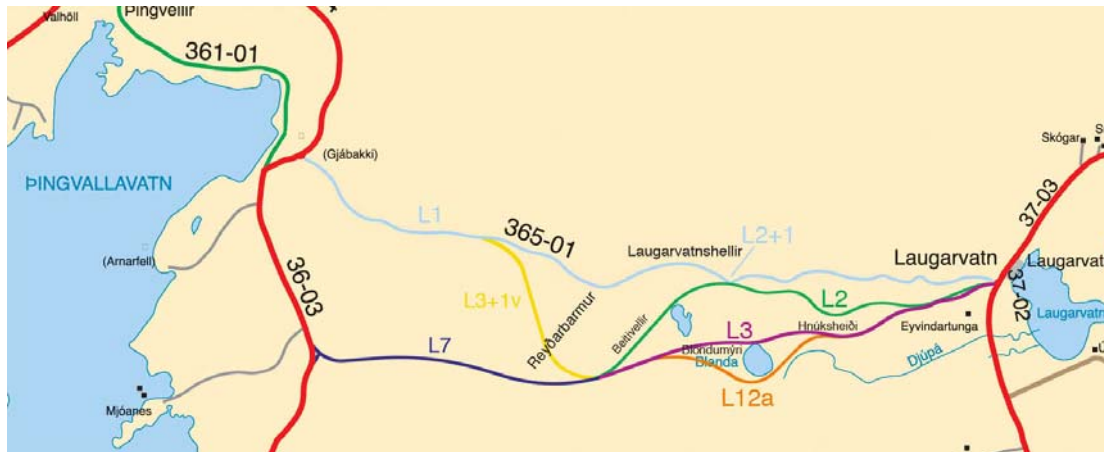 Valhöll
Þingvellir
361-01
(Gjábakki)
ÞINGVALLAVATN
(Arnarfell)
36-03
Mjóanes
L1
365-01
L3+1v
Reyðarbarmur
L7
Laugarvatnshellir
L2+1
Beitivellir
L2
L3
Hnúksheiði
Blöndumýri
Blanda
L12a
Djúpá
Eyvindartunga
Laugarvatn
37-03
37-02
Skógar
S
Laugarvat
Laugarvatn